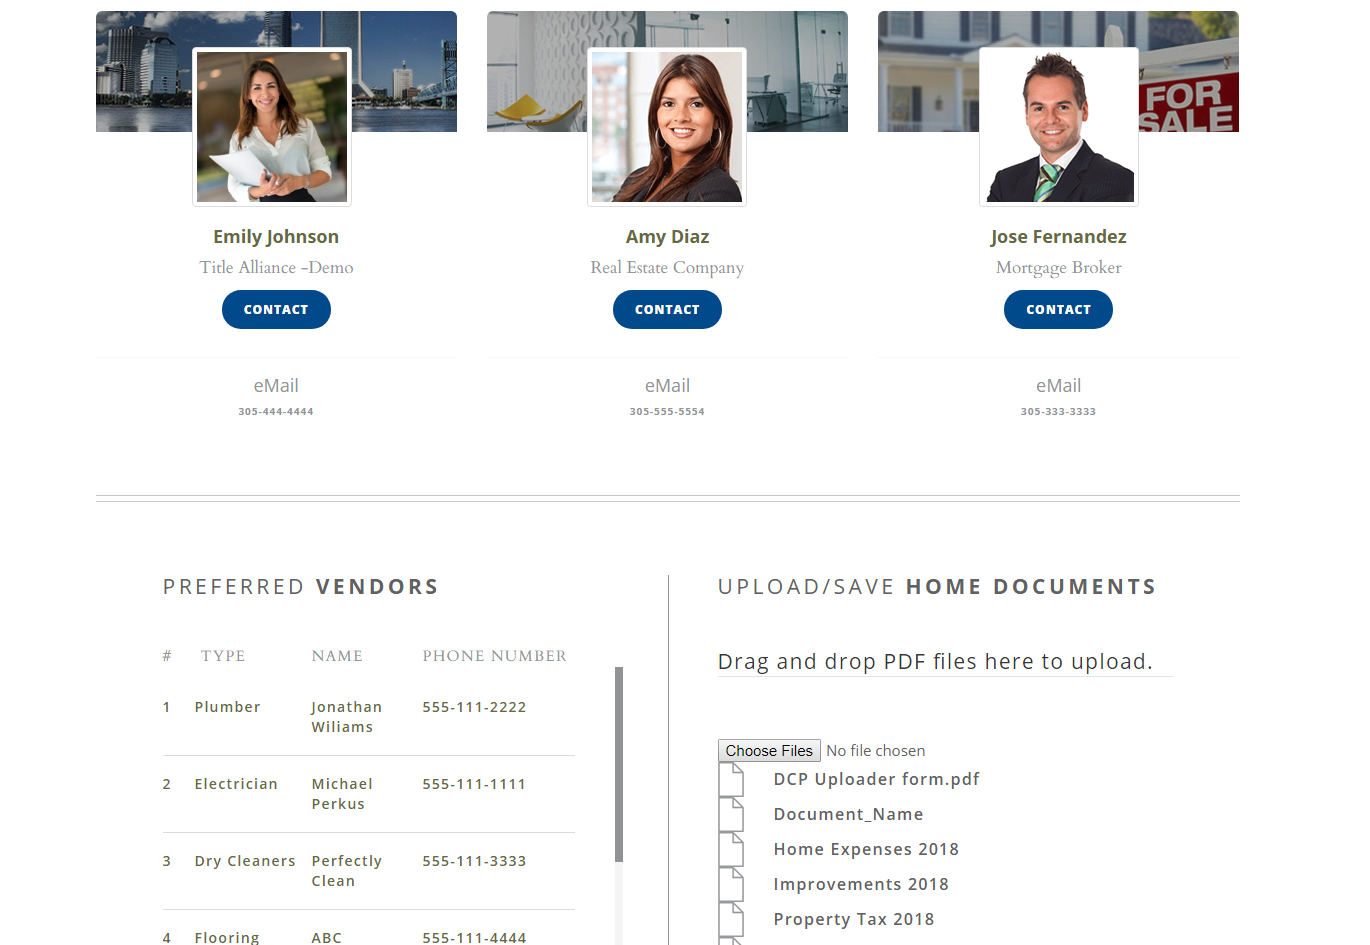 FOR
SALE
Emily Johnson
Title Alliance -Demo
CONTACT
eMail
305-444-4444
Amy Diaz
Real Estate Company
CONTACT
eMail
305-555-5554
Jose Fernandez
Mortgage Broker
CONTACT
eMail
305-333-3333
PREFERRED VENDORS
# TYPE NAME PHONE NUMBER
1 Plumber Jonathan 555-111-2222
Wiliams
2 Electrician Michael 555-111-1111
Perkus
3 Dry Cleaners Perfectly 555-111-3333
Clean
4 Flooring ABC 555-111-4444
UPLOAD/SAVE HOME DOCUMENTS
Drag and drop PDF files here to upload.
Choose Files No file chosen
DCP Uploader form.pdf
Document_Name
Home Expenses 2018
Improvements 2018
Property Tax 2018